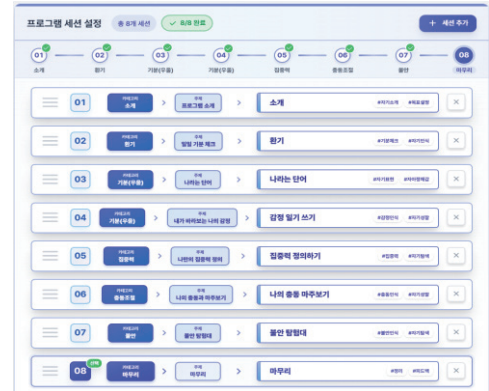 프로그램 세션 설정 총 8개 세션 ✓ 8/8 완료 + 세션 추가
01 02 03 04 05 06 07 08
소개 환기 기분(우울) 기분(우울) 집중력 충동조절 불안 마무리
01 카테고리 소개 > 주제 프로그램 소개 > 소개 #자기소개 #목표설정 ×
02 카테고리 환기 > 주제 일일 기분 체크 > 환기 #기분체크 #자기인식 ×
03 카테고리 기분(우울) > 주제 나라는 단어 > 나라는 단어 #자기표현 ×
04 카테고리 기분(우울) > 주제 내가 바라보는 나의 감정 > 감정 일기 쓰기 #감정인식 #자기성찰 ×
05 카테고리 집중력 > 주제 나만의 집중력 정의 > 집중력 정의하기 #집중력 #자기탐색 ×
06 카테고리 충동조절 > 주제 나의 충동과 마주보기 > 나의 충동 마주보기 #충동인식 #자기성찰 ×
07 카테고리 불안 > 주제 불안 탐험대 > 불안 탐험대 #불안인식 #자기탐색 ×
08 선택 카테고리 마무리 > 주제 마무리 > 마무리 #정리 #피드백 ×